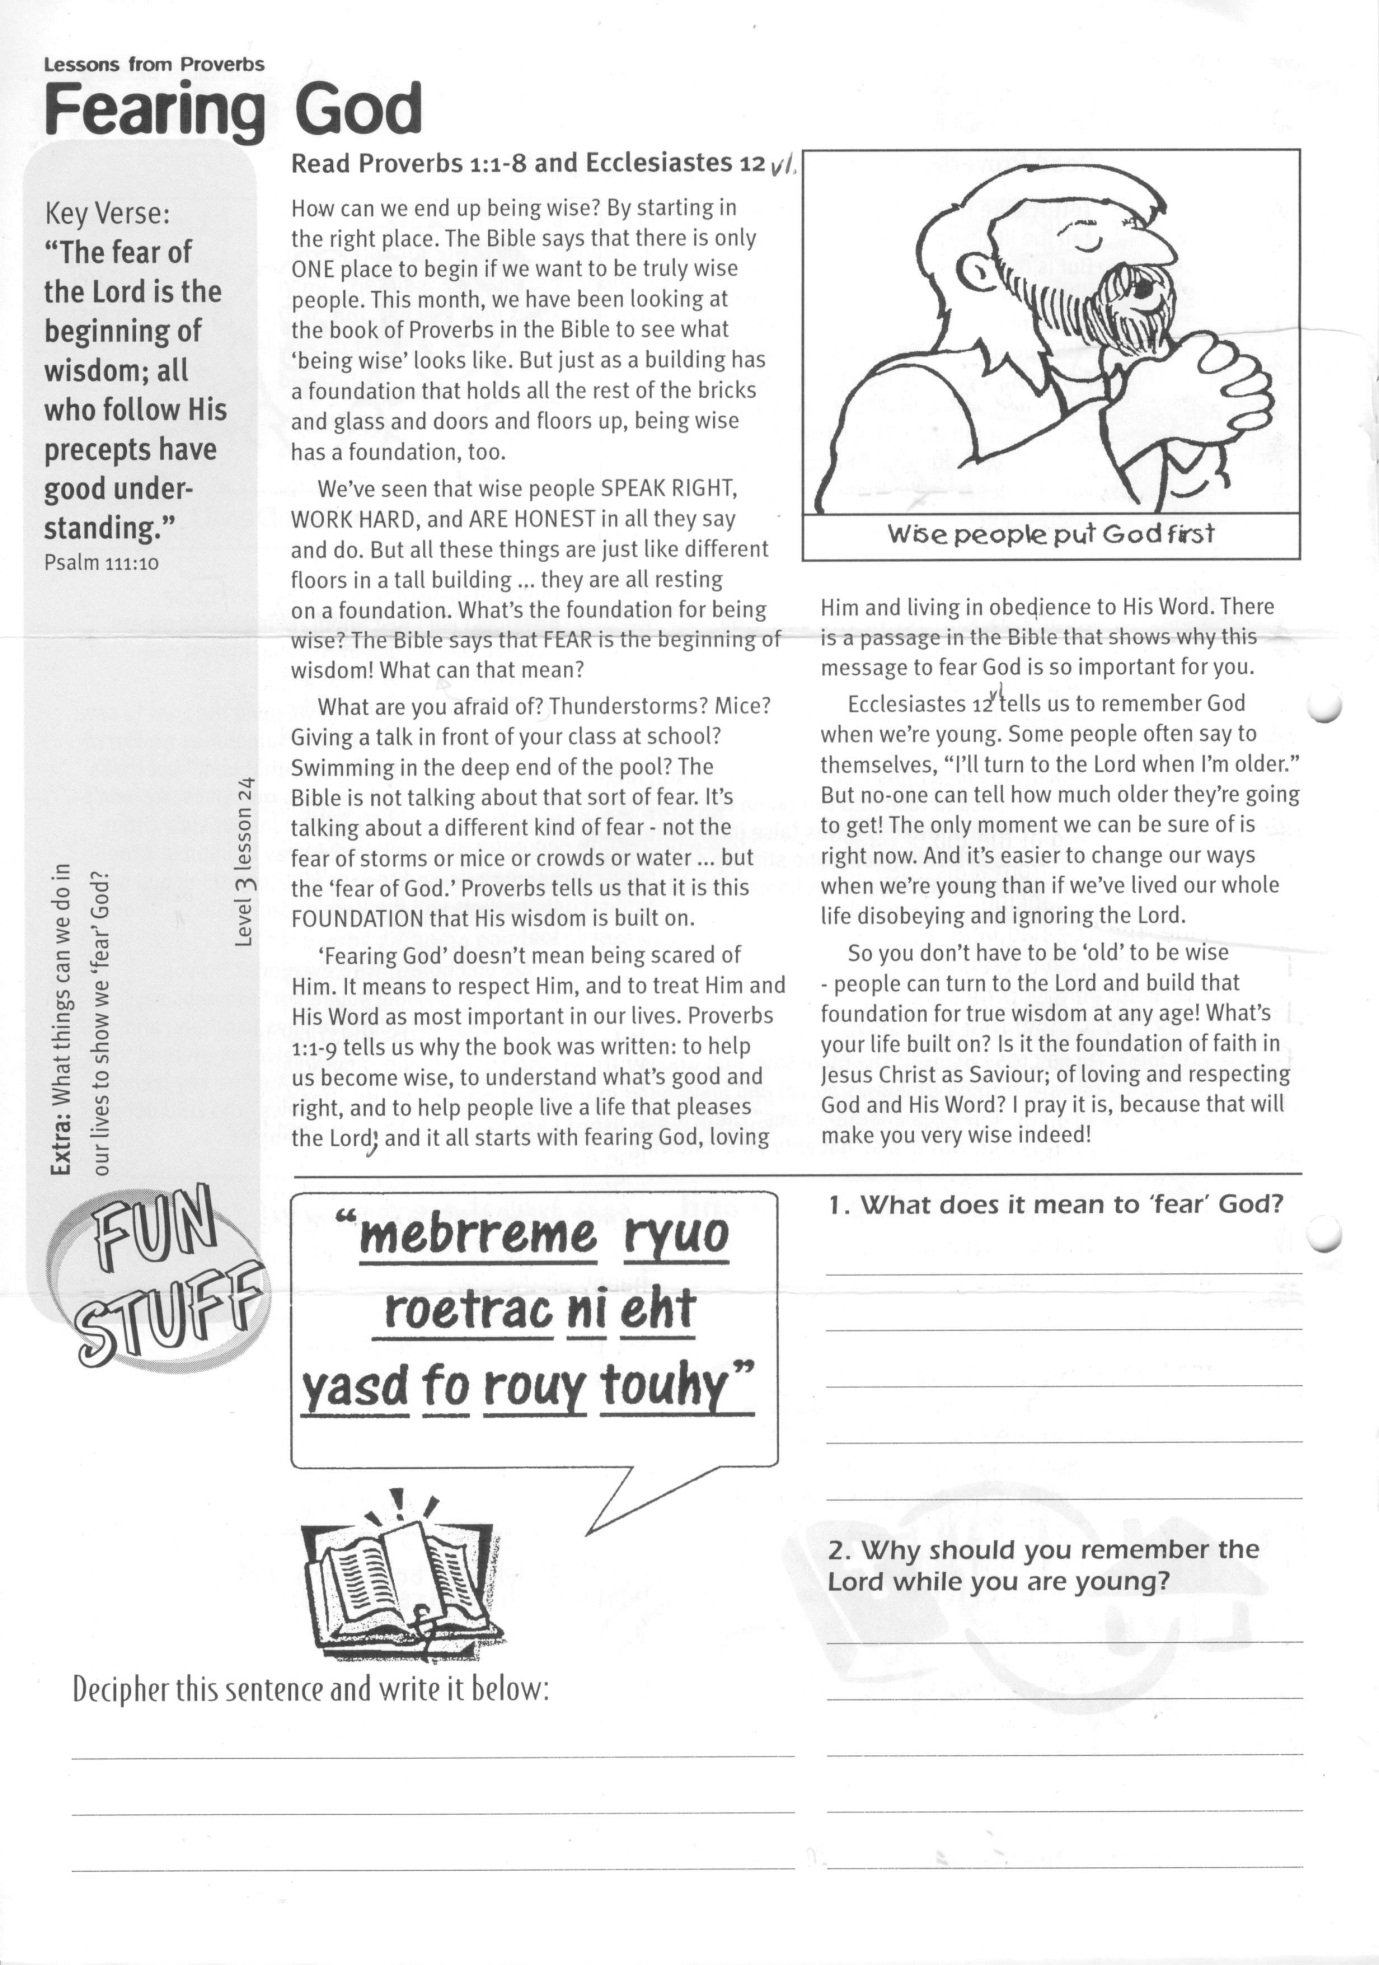 Lessons from Proverbs
Fearing God
Key Verse:
“The fear of
the Lord is the
beginning of
wisdom; all
who follow His
precepts have
good under-
standing.”
Psalm 111:10
Level 3 lesson 24
Extra: What things can we do in
our lives to show we ‘fear’ God?
Read Proverbs 1:1-8 and Ecclesiastes 12 v1.
How can we end up being wise? By starting in
the right place. The Bible says that there is only
ONE place to begin if we want to be truly wise
people. This month, we have been looking at
the book of Proverbs in the Bible to see what
‘being wise’ looks like. But just as a building has
a foundation that holds all the rest of the bricks
and glass and doors and floors up, being wise
has a foundation, too.
We’ve seen that wise people SPEAK RIGHT,
WORK HARD, and ARE HONEST in all they say
and do. But all these things are just like different
floors in a tall building ... they are all resting
on a foundation. What’s the foundation for being
wise? The Bible says that FEAR is the beginning of
wisdom! What can that mean?
What are you afraid of? Thunderstorms? Mice?
Giving a talk in front of your class at school?
Swimming in the deep end of the pool? The
Bible is not talking about that sort of fear. It’s
talking about a different kind of fear - not the
fear of storms or mice or crowds or water ... but
the ‘fear of God.’ Proverbs tells us that it is this
FOUNDATION that His wisdom is built on.
‘Fearing God’ doesn’t mean being scared of
Him. It means to respect Him, and to treat Him and
His Word as most important in our lives. Proverbs
1:1-9 tells us why the book was written: to help
us become wise, to understand what’s good and
right, and to help people live a life that pleases
the Lord; and it all starts with fearing God, loving
Wise people put God first
Him and living in obedience to His Word. There
is a passage in the Bible that shows why this
message to fear God is so important for you.
Ecclesiastes 12 v1 tells us to remember God
when we’re young. Some people often say to
themselves, “I’ll turn to the Lord when I’m older.”
But no-one can tell how much older they’re going
to get! The only moment we can be sure of is
right now. And it’s easier to change our ways
when we’re young than if we’ve lived our whole
life disobeying and ignoring the Lord.
So you don’t have to be ‘old’ to be wise
- people can turn to the Lord and build that
foundation for true wisdom at any age! What’s
your life built on? Is it the foundation of faith in
Jesus Christ as Saviour; of loving and respecting
God and His Word? I pray it is, because that will
make you very wise indeed!
FUN
STUFF
“mebrreme ryuo
roetrac ni eht
yasd fo rouy touhy”
Decipher this sentence and write it below:
1. What does it mean to ‘fear’ God?
2. Why should you remember the
Lord while you are young?